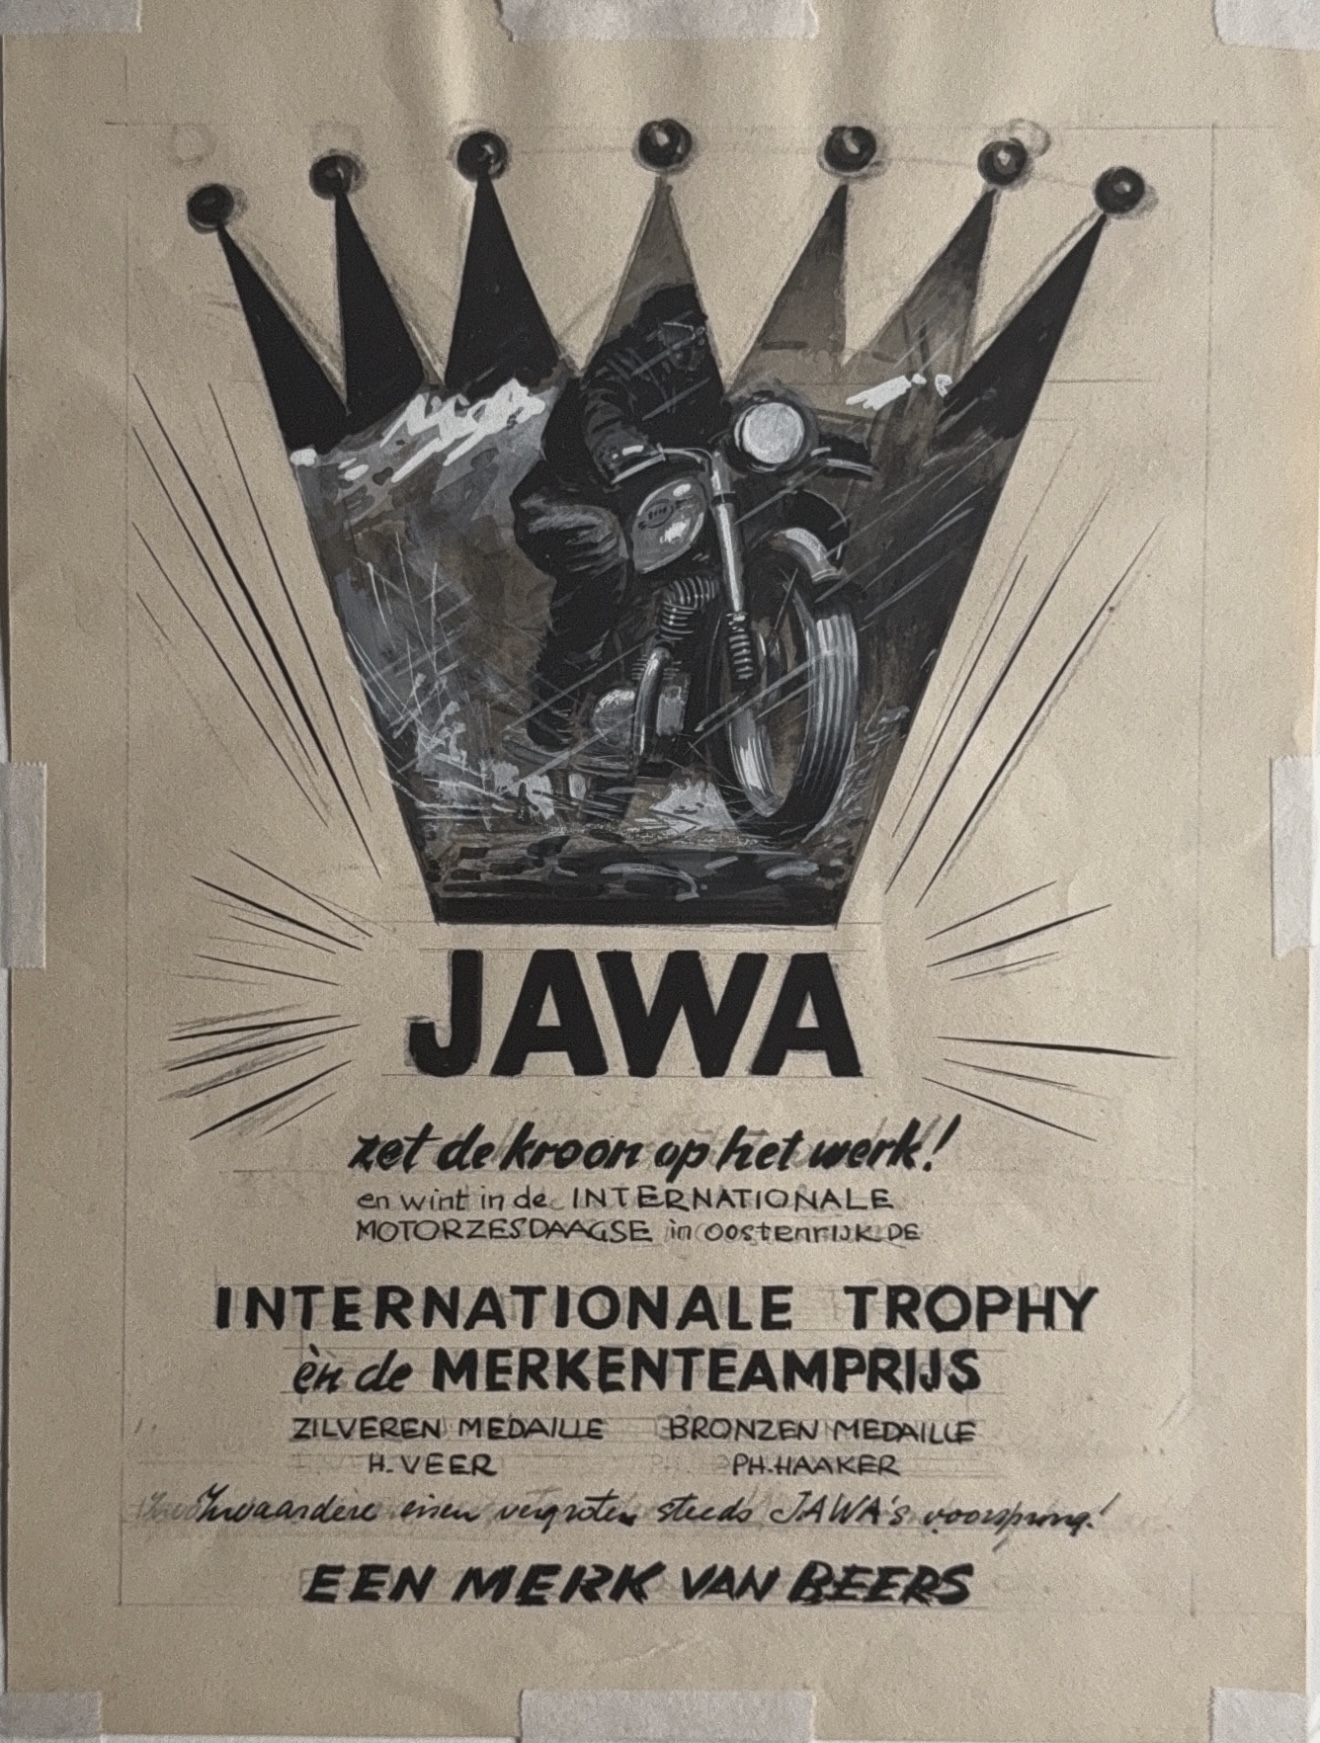 JAWA
zet de kroon op het werk!
en wint in de INTERNATIONALE
MOTORZESDAAGSE in OOSTENRIJK DE
INTERNATIONALE TROPHY
èn de MERKENTEAMPRIJS
ZILVEREN MEDAILLE BRONZEN MEDAILLE
H. VEER PH. HAAKER
Zwaardere eisen vergroten steeds JAWA's voorsprong!
EEN MERK VAN BEERS